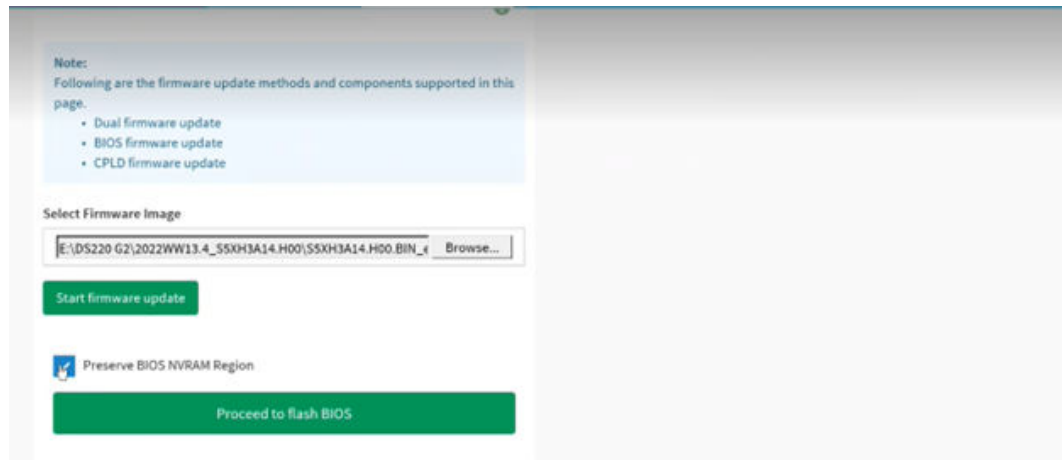 Note:
Following are the firmware update methods and components supported in this
page.
• Dual firmware update
• BIOS firmware update
• CPLD firmware update
Select Firmware Image
E:\DS220 G2\2022WW13.4_S5XH3A14.H00\S5XH3A14.H00.BIN_
Browse...
Start firmware update
Preserve BIOS NVRAM Region
Proceed to flash BIOS